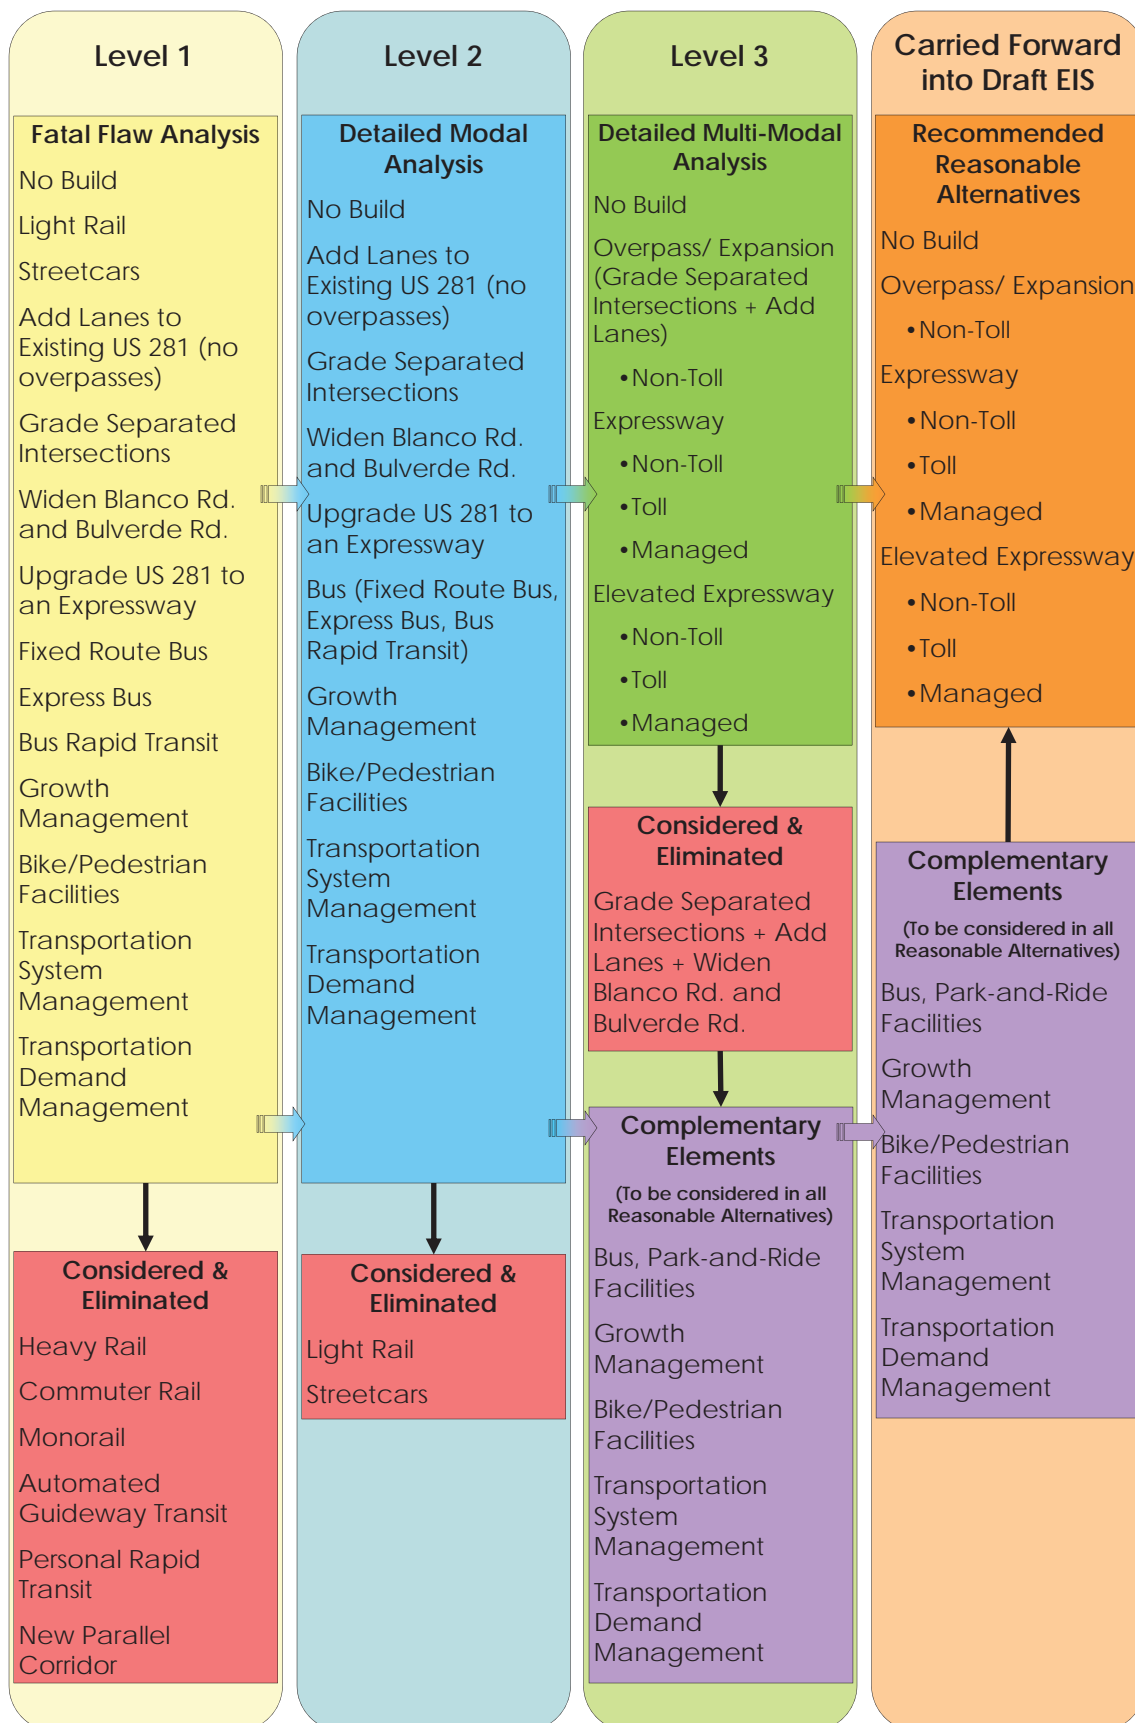 Level 1
Fatal Flaw Analysis
No Build
Light Rail
Streetcars
Add Lanes to
Existing US 281 (no
overpasses)
Grade Separated
Intersections
Widen Blanco Rd.
and Bulverde Rd.
Upgrade US 281 to
an Expressway
Fixed Route Bus
Express Bus
Bus Rapid Transit
Growth
Management
Bike/Pedestrian
Facilities
Transportation
System
Management
Transportation
Demand
Management
Considered &
Eliminated
Heavy Rail
Commuter Rail
Monorail
Automated
Guideway Transit
Personal Rapid
Transit
New Parallel
Corridor
Level 2
Detailed Modal
Analysis
No Build
Add Lanes to
Existing US 281 (no
overpasses)
Grade Separated
Intersections
Widen Blanco Rd.
and Bulverde Rd.
Upgrade US 281 to
an Expressway
Bus (Fixed Route Bus,
Express Bus, Bus
Rapid Transit)
Growth
Management
Bike/Pedestrian
Facilities
Transportation
System
Management
Transportation
Demand
Management
Considered &
Eliminated
Light Rail
Streetcars
Level 3
Detailed Multi-Modal
Analysis
No Build
Overpass/ Expansion
(Grade Separated
Intersections + Add
Lanes)
•Non-Toll
Expressway
•Non-Toll
•Toll
•Managed
Elevated Expressway
•Non-Toll
•Toll
•Managed
Considered &
Eliminated
Grade Separated
Intersections + Add
Lanes + Widen
Blanco Rd. and
Bulverde Rd.
Complementary
Elements
(To be considered in all
Reasonable Alternatives)
Bus, Park-and-Ride
Facilities
Growth
Management
Bike/Pedestrian
Facilities
Transportation
System
Management
Transportation
Demand
Management
Carried Forward
into Draft EIS
Recommended
Reasonable
Alternatives
No Build
Overpass/ Expansion
•Non-Toll
Expressway
•Non-Toll
•Toll
•Managed
Elevated Expressway
•Non-Toll
•Toll
•Managed
Complementary
Elements
(To be considered in all
Reasonable Alternatives)
Bus, Park-and-Ride
Facilities
Growth
Management
Bike/Pedestrian
Facilities
Transportation
System
Management
Transportation
Demand
Management